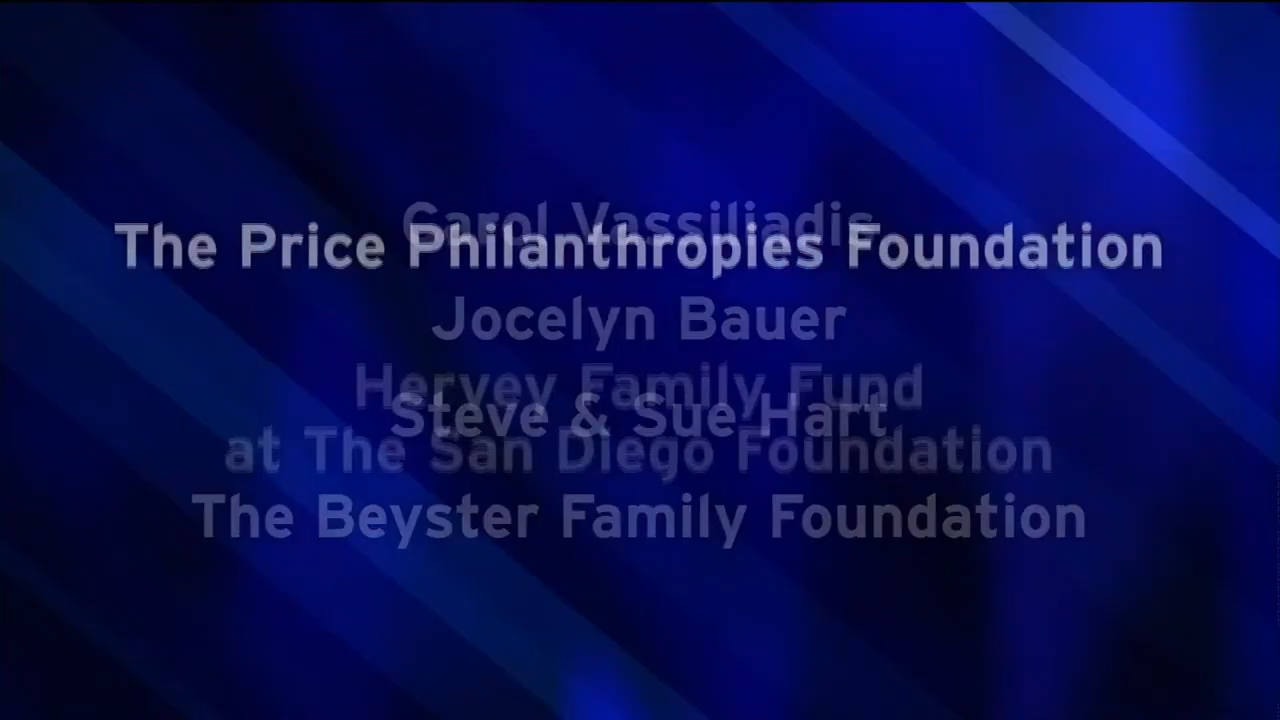 Carol Vassiliadis
The Price Philanthropies Foundation
Jocelyn Bauer
Hervey Family Fund
Steve & Sue Hart
at The San Diego Foundation
The Beyster Family Foundation